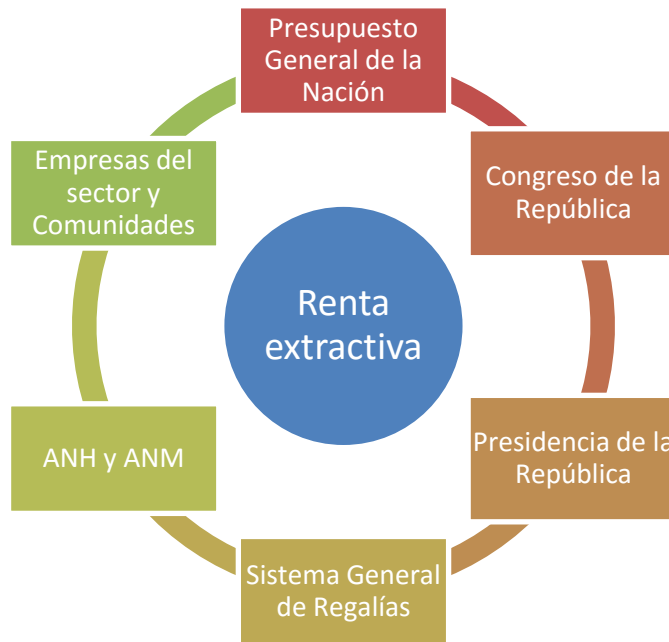 Presupuesto
General de la
Nación
Congreso de la
República
Presidencia de la
República
Sistema General
de Regalías
ANH y ANM
Empresas del
sector y
Comunidades
Renta
extractiva